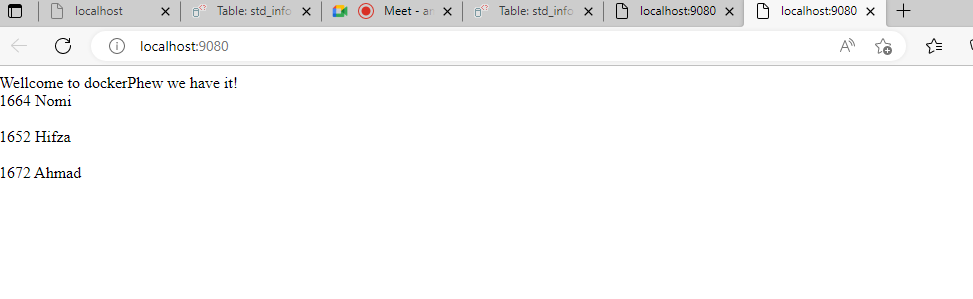 localhost
Table: std_info
Meet - ar
Table: std_info
localhost:9080
localhost:9080
localhost:9080
Wellcome to dockerPhew we have it!
1664 Nomi
1652 Hifza
1672 Ahmad